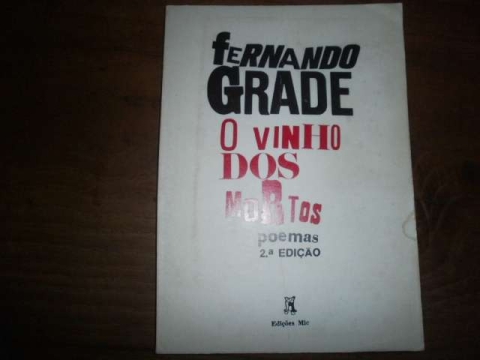 fERNANDO
GRADE
O VINHO
DOS
MORTOS
poemas
2.ª EDIÇÃO
Edições Mic